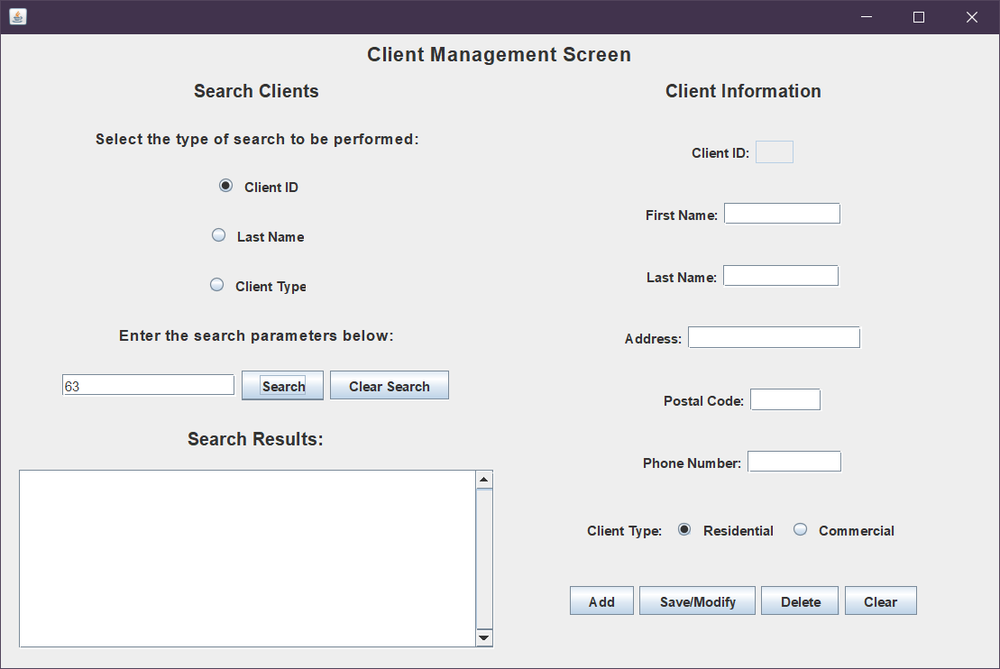 Client Management Screen
Search Clients
Select the type of search to be performed:
Client ID
Last Name
Client Type
Enter the search parameters below:
63 Search Clear Search
Search Results:
Client Information
Client ID:
First Name:
Last Name:
Address:
Postal Code:
Phone Number:
Client Type: Residential Commercial
Add Save/Modify Delete Clear